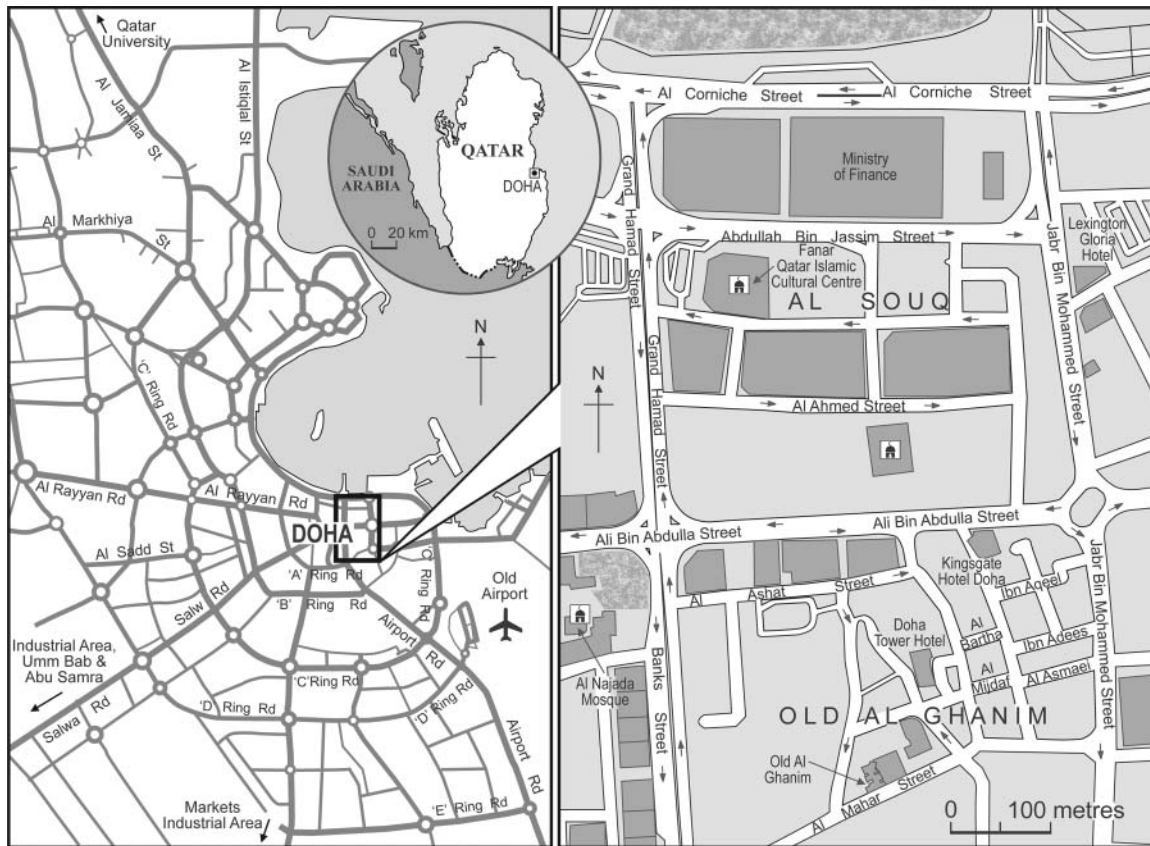 Qatar
University
Al Jamiaa St
Al Istiqlal St
Al Markhiya St
'C' Ring Rd
QATAR
SAUDI
ARABIA
DOHA
0 20 km
N
Al Rayyan Rd
Al Rayyan Rd
DOHA
Al Sadd St
'A' Ring Rd
'B' Ring Rd
'C' Ring Rd
Salw Rd
Airport Rd
Old
Airport
Industrial Area,
Umm Bab &
Abu Samra
'C'Ring Rd
'D' Ring Rd
'D' Ring Rd
Salwa Rd
Airport Rd
'E' Ring Rd
Markets
Industrial Area
Al Corniche Street
Al Corniche Street
Grand Hamad Street
Ministry
of Finance
Jabr Bin Mohammed Street
Lexington
Gloria
Hotel
Abdullah Bin Jassim Street
Fanar
Qatar Islamic
Cultural Centre
AL SOUQ
Grand Hamad Street
N
Al Ahmed Street
Ali Bin Abdulla Street
Ali Bin Abdulla Street
Kingsgate
Hotel Doha
Jabr Bin Mohammed Street
Al Ashat Street
Ibn Aqeel
Doha
Tower Hotel
Al
Bartha
Ibn Adees
Al Najada
Mosque
Banks Street
Al
Mijdaf
Al Asmael
OLD AL GHANIM
Old Al
Ghanim
Al Mahar Street
0 100 metres